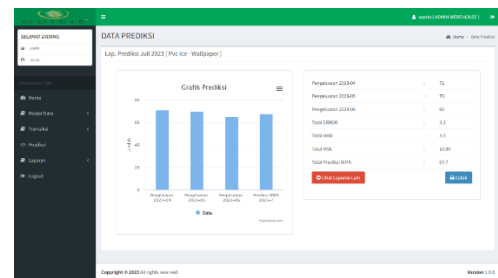 wanto ( ADMIN WEREHOUSE )
SELAMAT DATANG
DATA PREDIKSI
Home - Data Prediksi
Lap. Prediksi Juli 2023 ( Pvc Ice - Wallpaper )
Home
Master Data
Transaksi
Prediksi
Laporan
Logout
Grafik Prediksi
80
60
40
20
0
Jumlah
Pengeluaran 2023-04
Pengeluaran 2023-05
Pengeluaran 2023-06
Prediksi WMA 2023-7
Data
Pengeluaran 2023-04 : 71
Pengeluaran 2023-05 : 70
Pengeluaran 2023-06 : 65
Total ERROR : 3.3
Total MAD : 3.3
Total MSE :
Total Prediksi WMA : 67.7
Lihat Laporan Lain
Cetak
Copyright © 2023 All rights reserved.
Version 1.0.0